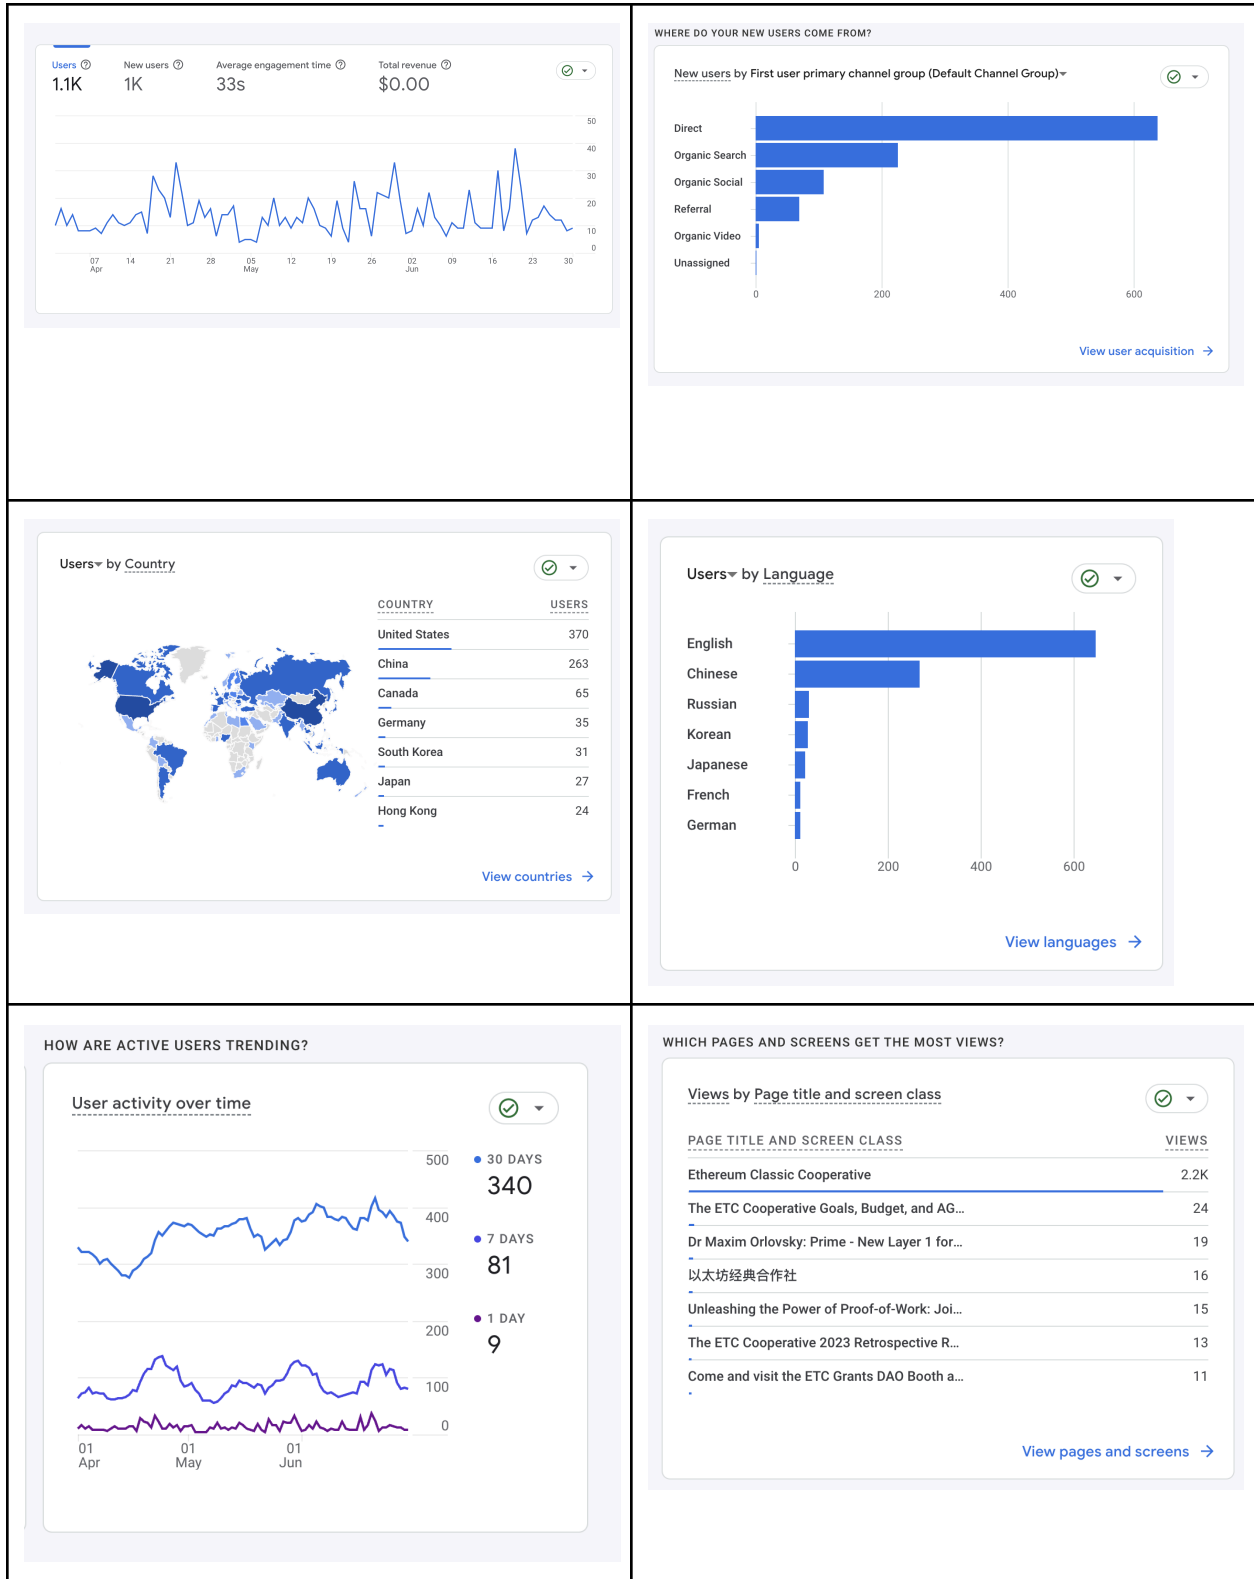 Users New users Average engagement time Total revenue
1.1K 1K 33s $0.00
50
40
30
20
10
0
07 14 21 28 05 12 19 26 02 09 16 23 30
Apr May Jun
WHERE DO YOUR NEW USERS COME FROM?
New users by First user primary channel group (Default Channel Group)
Direct
Organic Search
Organic Social
Referral
Organic Video
Unassigned
0 200 400 600
View user acquisition
Users by Country
COUNTRY USERS
United States 370
China 263
Canada 65
Germany 35
South Korea 31
Japan 27
Hong Kong 24
View countries
Users by Language
English
Chinese
Russian
Korean
Japanese
French
German
0 200 400 600
View languages
HOW ARE ACTIVE USERS TRENDING?
User activity over time
500
400
300
200
100
0
01 01 01
Apr May Jun
30 DAYS
340
7 DAYS
81
1 DAY
9
WHICH PAGES AND SCREENS GET THE MOST VIEWS?
Views by Page title and screen class
PAGE TITLE AND SCREEN CLASS VIEWS
Ethereum Classic Cooperative 2.2K
The ETC Cooperative Goals, Budget, and AG... 24
Dr Maxim Orlovsky: Prime - New Layer 1 for... 19
以太坊经典合作社 16
Unleashing the Power of Proof-of-Work: Joi... 15
The ETC Cooperative 2023 Retrospective R... 13
Come and visit the ETC Grants DAO Booth a... 11
View pages and screens